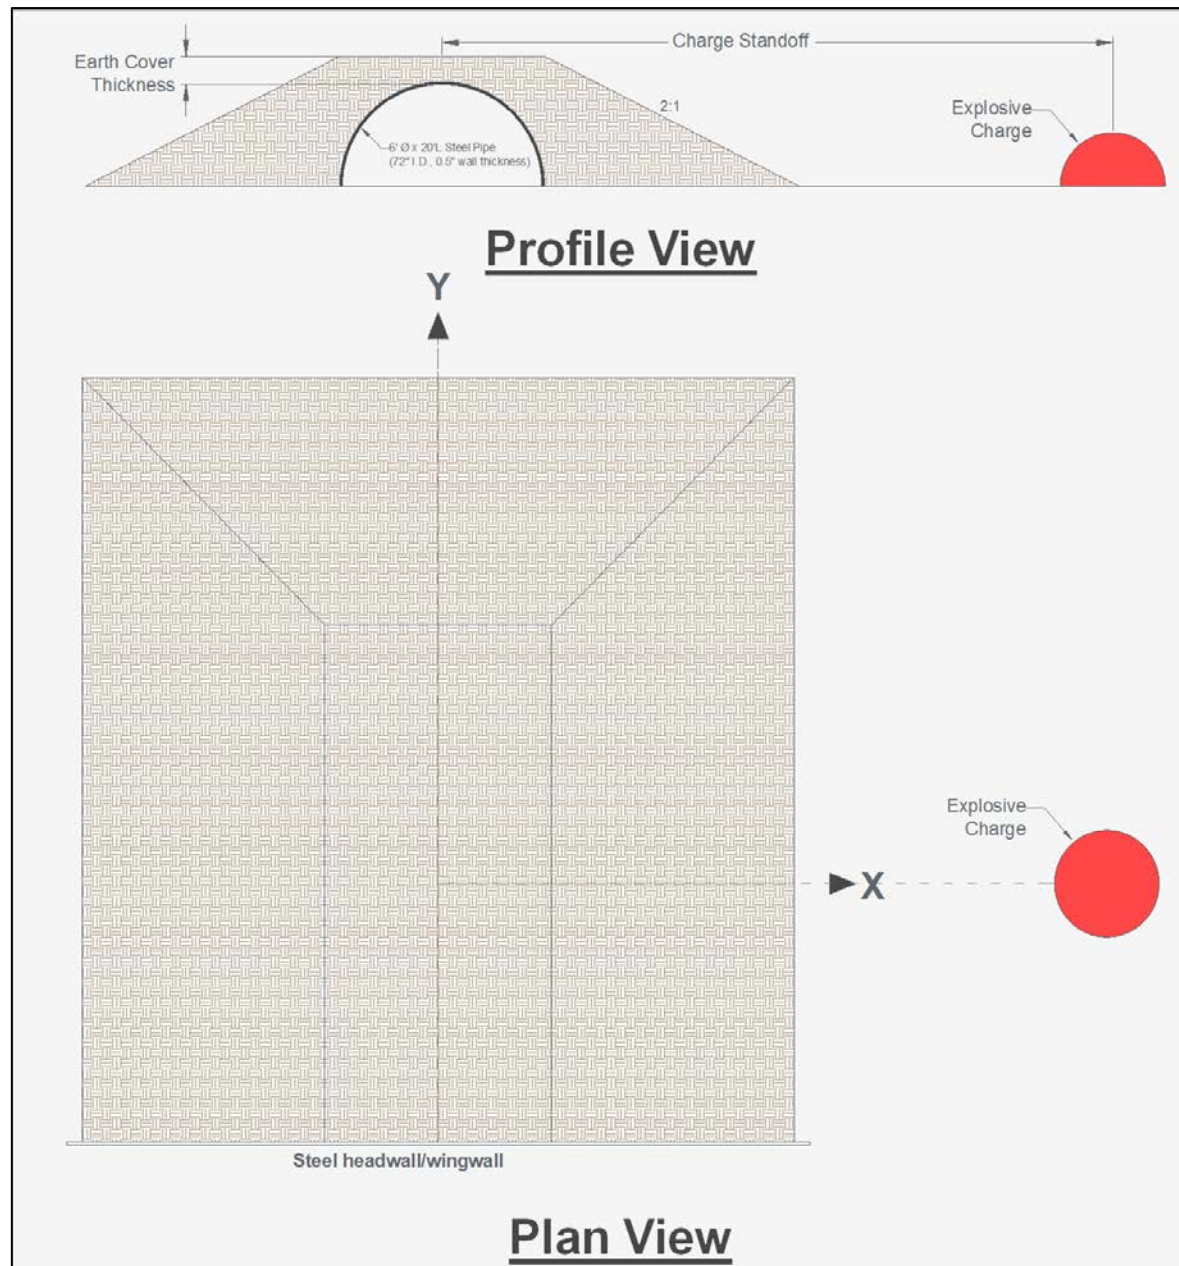 Charge Standoff
Earth Cover
Thickness
2:1
Explosive
Charge
6' Ø x 20'L Steel Pipe
(72" I.D., 0.5" wall thickness)
Profile View
Y
Explosive
Charge
X
Steel headwall/wingwall
Plan View